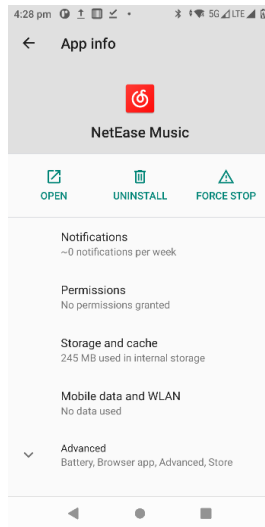 4:28 pm 5G LTE
App info
NetEase Music
OPEN UNINSTALL FORCE STOP
Notifications
~0 notifications per week
Permissions
No permissions granted
Storage and cache
245 MB used in internal storage
Mobile data and WLAN
No data used
Advanced
Battery, Browser app, Advanced, Store